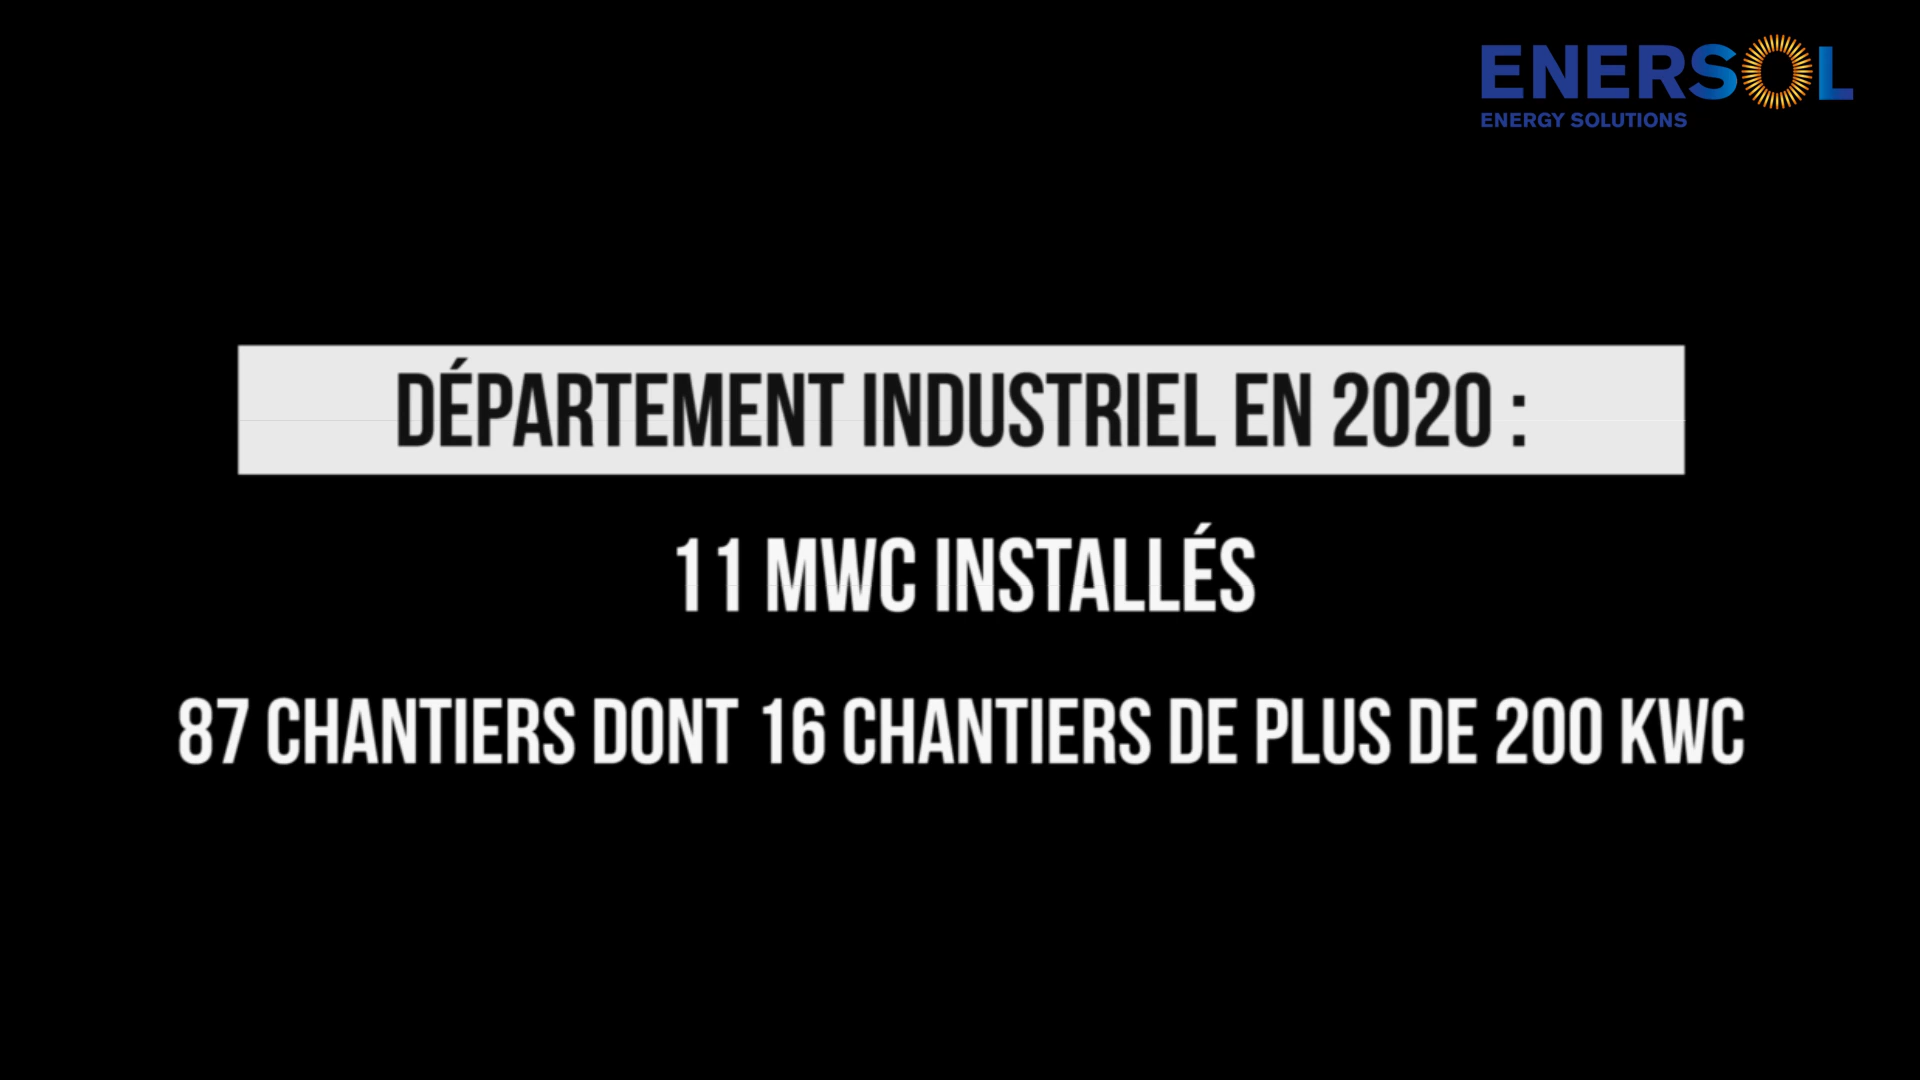 ENERSOL
ENERGY SOLUTIONS
DÉPARTEMENT INDUSTRIEL EN 2020 :
11 MWC INSTALLÉS
87 CHANTIERS DONT 16 CHANTIERS DE PLUS DE 200 KWC